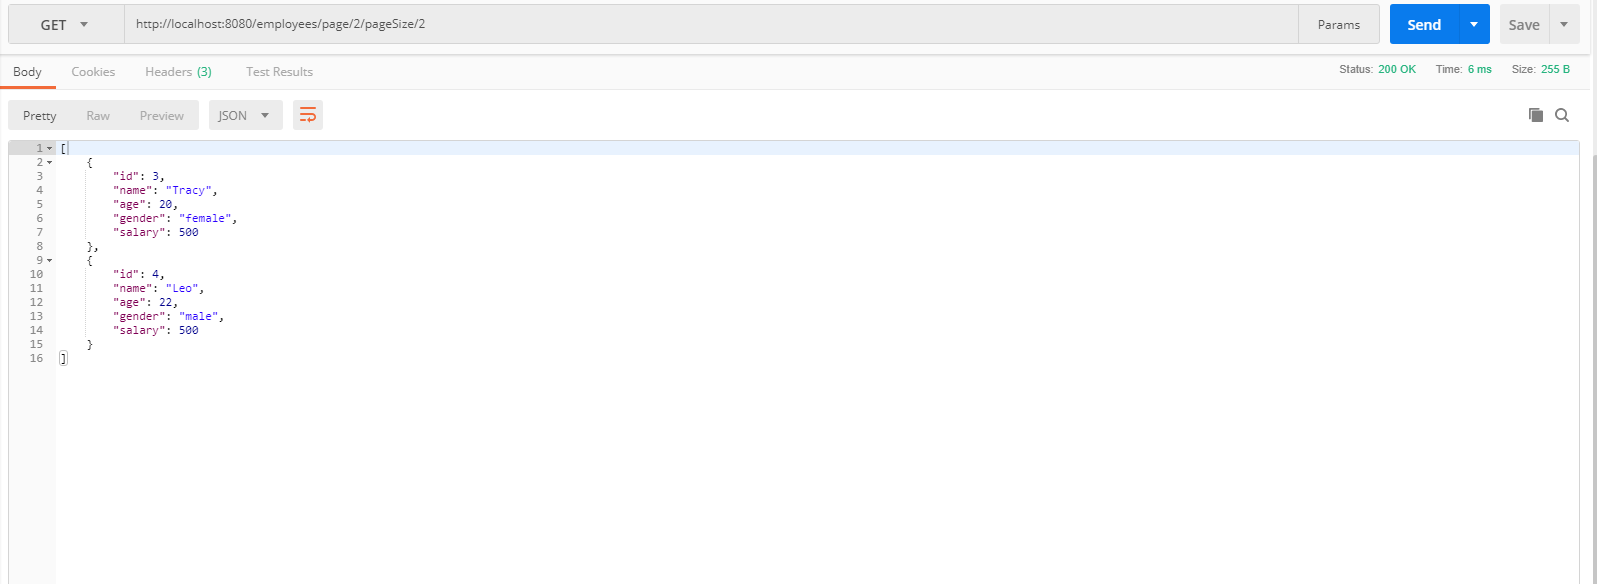 GET http://localhost:8080/employees/page/2/pageSize/2 Params Send Save
Body Cookies Headers (3) Test Results Status: 200 OK Time: 6 ms Size: 255 B
Pretty Raw Preview JSON
1 [
2 {
3 "id": 3,
4 "name": "Tracy",
5 "age": 20,
6 "gender": "female",
7 "salary": 500
8 },
9 {
10 "id": 4,
11 "name": "Leo",
12 "age": 22,
13 "gender": "male",
14 "salary": 500
15 }
16 ]